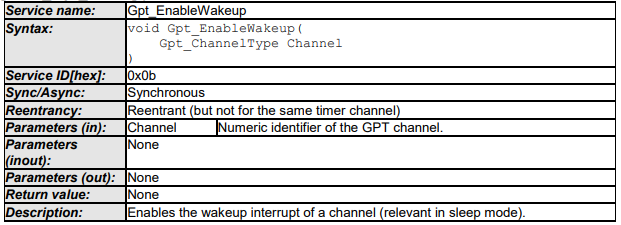 Service name: Gpt_EnableWakeup
Syntax: void Gpt_EnableWakeup(
Gpt_ChannelType Channel
)
Service ID[hex]: 0x0b
Sync/Async: Synchronous
Reentrancy: Reentrant (but not for the same timer channel)
Parameters (in): Channel Numeric identifier of the GPT channel.
Parameters None
(inout):
Parameters (out): None
Return value: None
Description: Enables the wakeup interrupt of a channel (relevant in sleep mode).